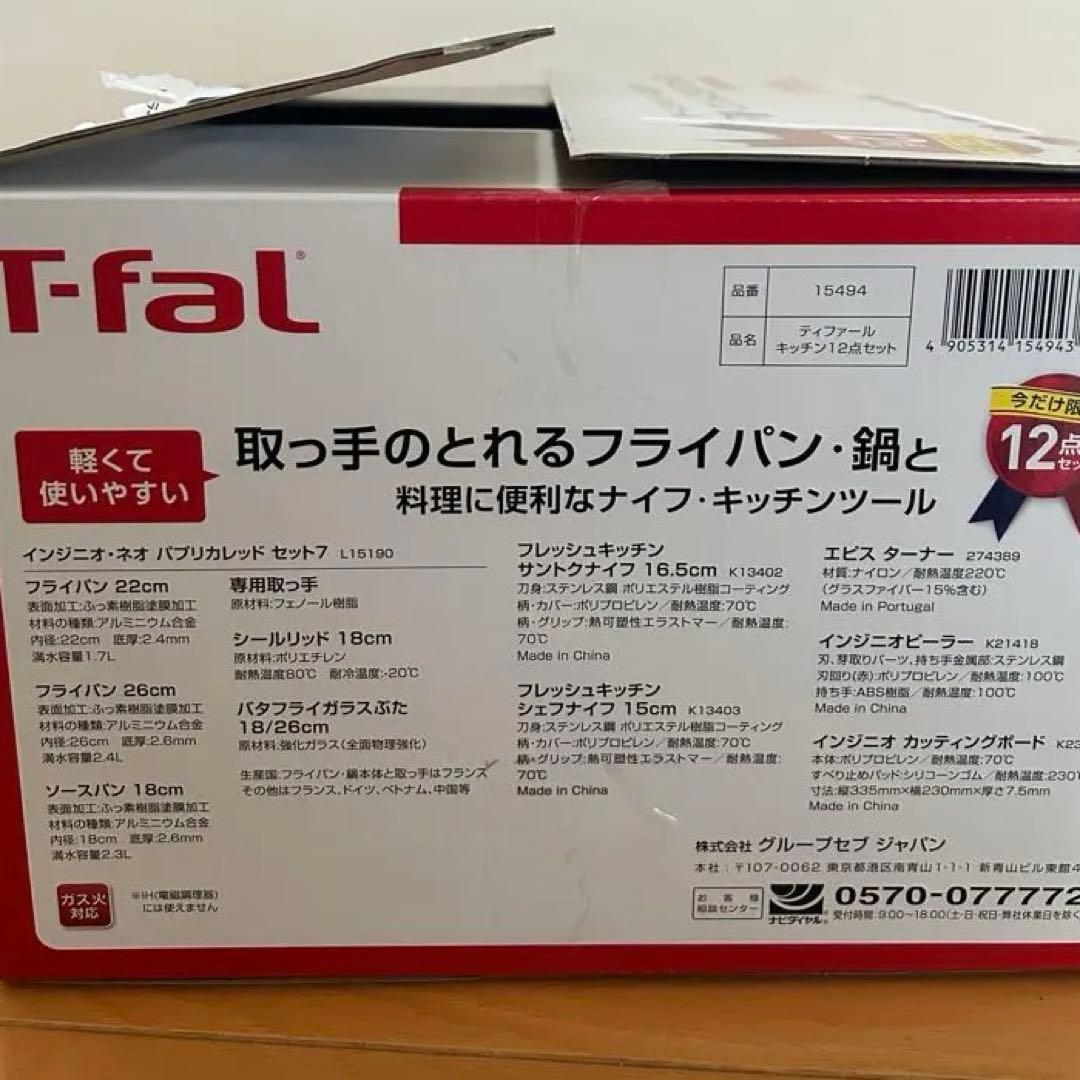 T-fal®
品番 15494
品名 ティファール
キッチン12点セット
4 905314 154943
今だけ限
12点
セッ
軽くて
使いやすい
取っ手のとれるフライパン・鍋と
料理に便利なナイフ・キッチンツール
インジニオ・ネオ パプリカレッド セット7 L15190
フライパン 22cm
表面加工:ふっ素樹脂塗膜加工
材料の種類:アルミニウム合金
内径:22cm 底厚:2.4mm
満水容量1.7L
フライパン 26cm
表面加工:ふっ素樹脂塗膜加工
材料の種類:アルミニウム合金
内径:26cm 底厚:2.6mm
満水容量2.4L
ソースパン 18cm
表面加工:ふっ素樹脂塗膜加工
材料の種類:アルミニウム合金
内径:18cm 底厚:2.6mm
満水容量2.3L
専用取っ手
原材料:フェノール樹脂
シールリッド 18cm
原材料:ポリエチレン
耐熱温度80℃ 耐冷温度:-20℃
バタフライガラスぶた
18/26cm
原材料:強化ガラス(全面物理強化)
生産国:フライパン・鍋本体と取っ手はフランス
その他はフランス、ドイツ、ベトナム、中国等
フレッシュキッチン
サントクナイフ 16.5cm K13402
刀身:ステンレス鋼 ポリエステル樹脂コーティング
柄・カバー:ポリプロピレン/耐熱温度:70℃
柄・グリップ:熱可塑性エラストマー/耐熱温度:
70℃
Made in China
フレッシュキッチン
シェフナイフ 15cm K13403
刀身:ステンレス鋼 ポリエステル樹脂コーティング
柄・カバー:ポリプロピレン/耐熱温度:70℃
柄・グリップ:熱可塑性エラストマー/耐熱温度:
70℃
Made in China
エピス ターナー 274389
材質:ナイロン/耐熱温度220℃
(グラスファイバー15%含む)
Made in Portugal
インジニオピーラー K21418
刃、芽取りパーツ、持ち手金属部:ステンレス鋼
刃回り(赤):ポリプロピレン/耐熱温度:100℃
持ち手:ABS樹脂/耐熱温度:100℃
Made in China
インジニオ カッティングボード K23
本体:ポリプロピレン/耐熱温度:70℃
すべり止めパッド:シリコーンゴム/耐熱温度:230℃
寸法:縦335mm×横230mm×厚さ7.5mm
Made in China
ガス火
対応
※IH(電磁調理器)
には使えません
株式会社 グループセブ ジャパン
本社:〒107-0062 東京都港区南青山1-1-1 新青山ビル東館4
お客様
相談センター
ナビダイヤル®
0570-077772
受付時間:9:00〜18:00(土・日・祝日・弊社休業日を除く